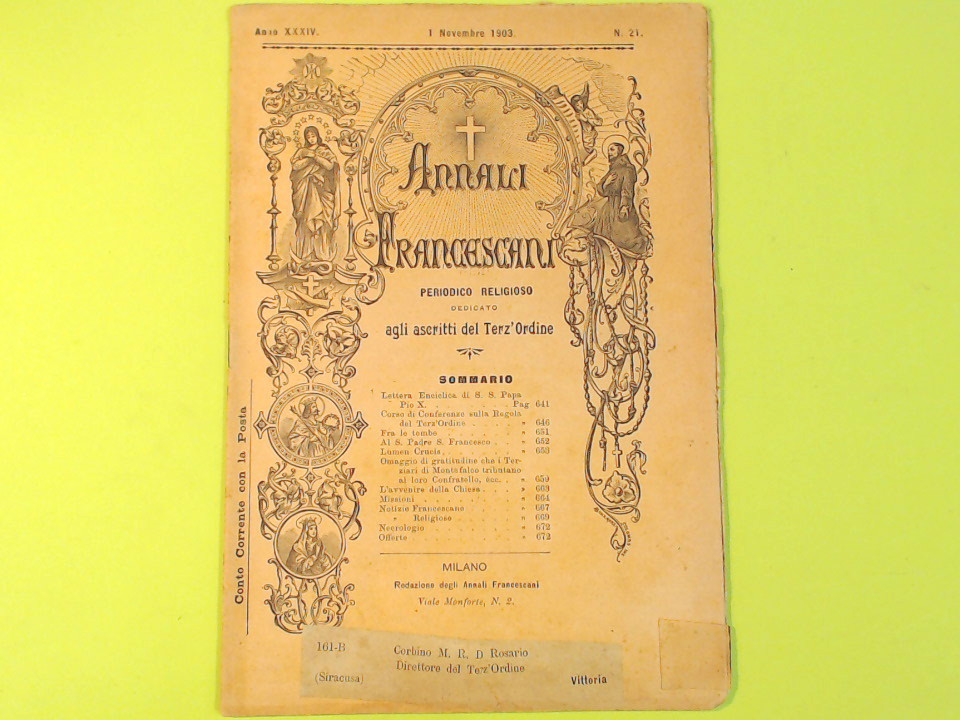 Anno XXXIV. 1 Novembre 1903. N. 21.
ANNALI
FRANCESCANI
PERIODICO RELIGIOSO
DEDICATO
agli ascritti del Terz'Ordine
SOMMARIO
Lettera Enciclica di S. S. Papa
Pio X. . . . . . . . Pag 641
Corso di Conferenze sulla Regola
del Terz'Ordine . . . . » 646
Fra le tombe . . . . . . » 651
Al S. Padre S. Francesco . . » 652
Lumen Crucis . . . . . . » 653
Omaggio di gratitudine che i Ter-
ziari di Montefalco tributano
al loro Confratello, ecc. . » 659
L'avvenire della Chiesa . . . » 663
Missioni . . . . . . . » 664
Notizie Francescane . . . . » 667
» Religiose . . . . . » 669
Necrologio . . . . . . » 672
Offerte . . . . . . . » 672
MILANO
Redazione degli Annali Francescani
Viale Monforte, N. 2.
Conto Corrente con la Posta
161-B Corbino M. R. D Rosario
Direttore del Terz'Ordine
(Siracusa) Vittoria